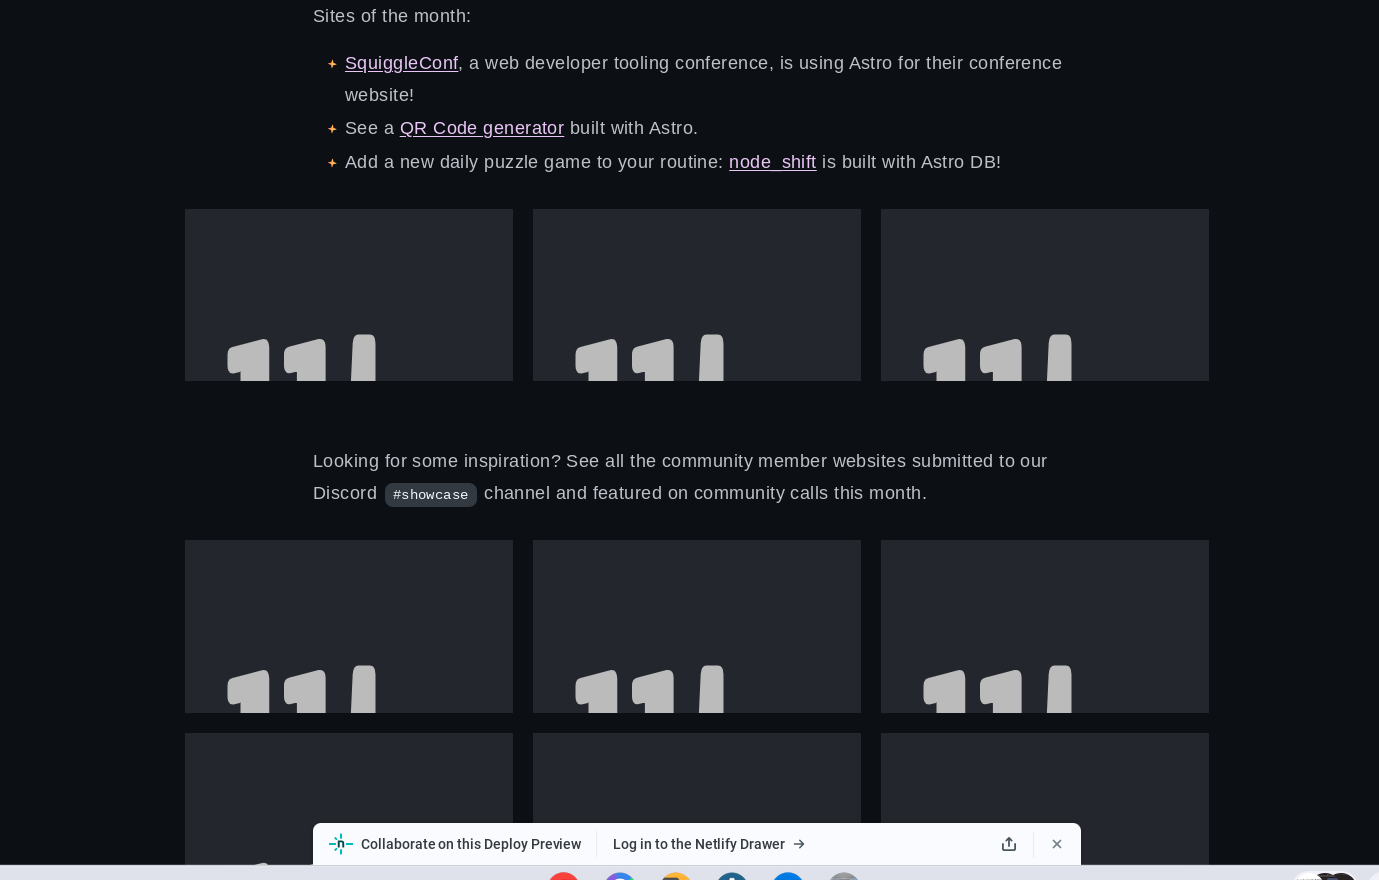 Sites of the month:
SquiggleConf, a web developer tooling conference, is using Astro for their conference
website!
See a QR Code generator built with Astro.
Add a new daily puzzle game to your routine: node_shift is built with Astro DB!
Looking for some inspiration? See all the community member websites submitted to our
Discord #showcase channel and featured on community calls this month.
Collaborate on this Deploy Preview
Log in to the Netlify Drawer →